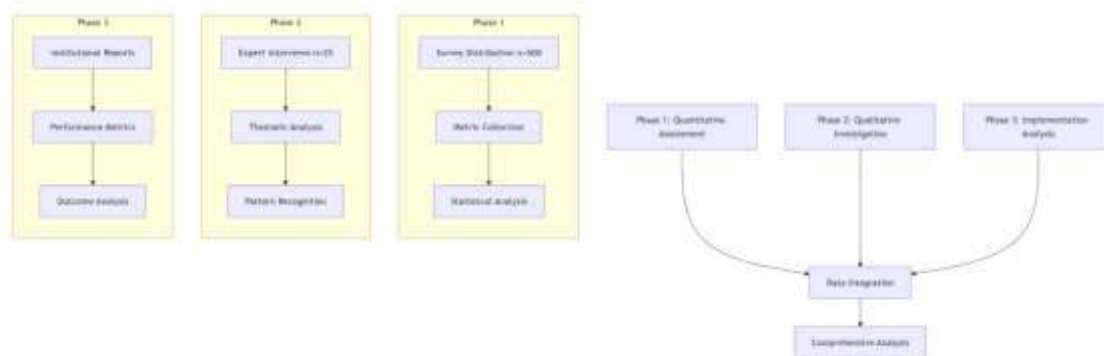 Phase 3
Institutional Reports
Performance Metrics
Outcome Analysis
Phase 2
Expert Interviews n=25
Thematic Analysis
Pattern Recognition
Phase 1
Survey Distribution n=500
Metric Collection
Statistical Analysis
Phase 1: Quantitative
Assessment
Phase 2: Qualitative
Investigation
Phase 3: Implementation
Analysis
Data Integration
Comprehensive Analysis